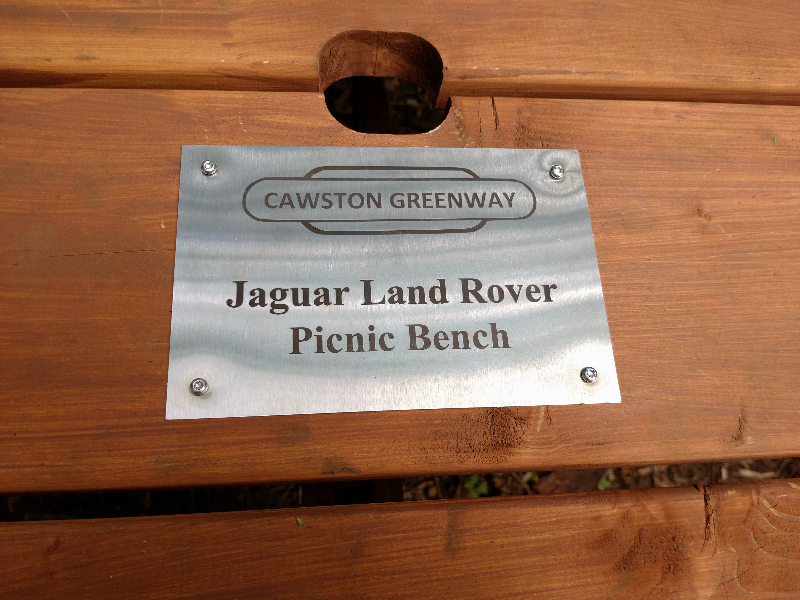 CAWSTON GREENWAY
Jaguar Land Rover
Picnic Bench